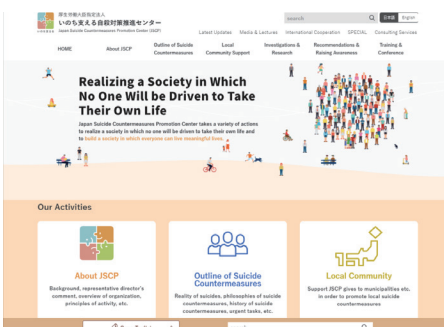 厚生労働大臣指定法人
いのち支える自殺対策推進センター
Japan Suicide Countermeasures Promotion Center (JSCP)
search
日本語 English
Latest Updates Media & Lectures International Cooperation SPECIAL Consulting Services
HOME
About JSCP
Outline of Suicide
Countermeasures
Local
Community Support
Investigations &
Research
Recommendations &
Raising Awareness
Training &
Conference
Realizing a Society in Which
No One Will be Driven to Take
Their Own Life
Japan Suicide Countermeasures Promotion Center takes a variety of actions
to realize a society in which no one will be driven to take their own life and
to build a society in which everyone can live meaningful lives.
Our Activities
About JSCP
Background, representative director's
comment, overview of organization,
principles of activity, etc.
Outline of Suicide
Countermeasures
Reality of suicides, philosophies of suicide
countermeasures, history of suicide
countermeasures, urgent tasks, etc.
Local Community
Support JSCP gives to municipalities etc.
in order to promote local suicide
countermeasures